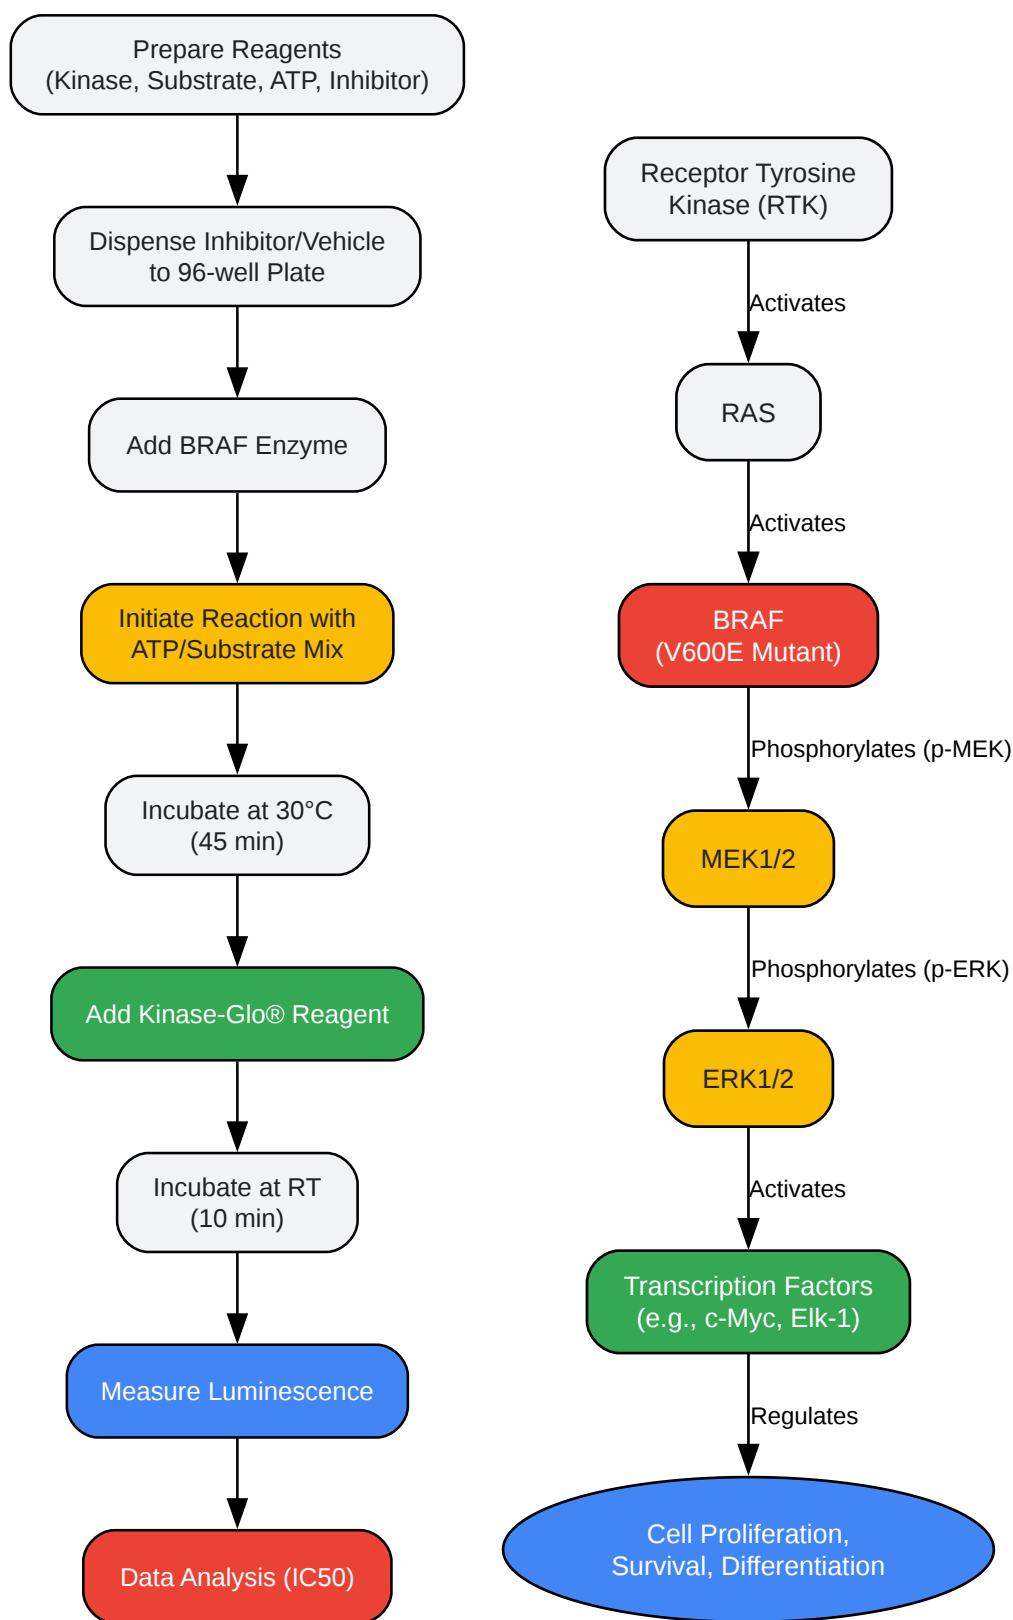 Prepare Reagents
(Kinase, Substrate, ATP, Inhibitor)
Dispense Inhibitor/Vehicle
to 96-well Plate
Add BRAF Enzyme
Initiate Reaction with
ATP/Substrate Mix
Incubate at 30°C
(45 min)
Add Kinase-Glo® Reagent
Incubate at RT
(10 min)
Measure Luminescence
Data Analysis (IC50)
Receptor Tyrosine
Kinase (RTK)
Activates
RAS
Activates
BRAF
(V600E Mutant)
Phosphorylates (p-MEK)
MEK1/2
Phosphorylates (p-ERK)
ERK1/2
Activates
Transcription Factors
(e.g., c-Myc, Elk-1)
Regulates
Cell Proliferation,
Survival, Differentiation